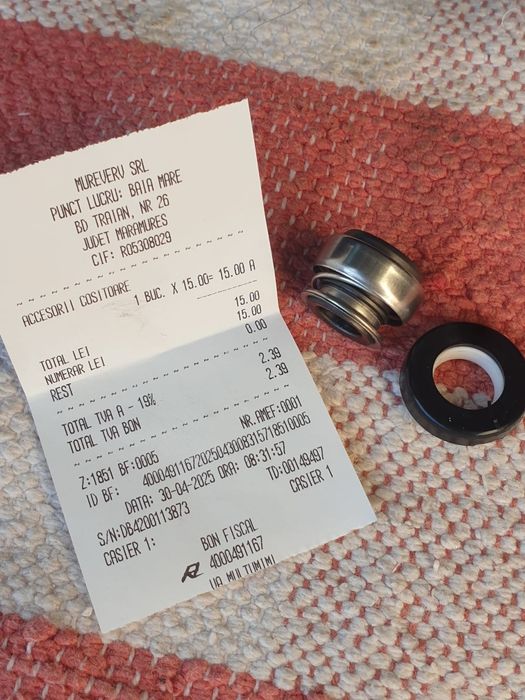 MUREVERV SRL
PUNCT LUCRU: BAIA MARE
BD TRAIAN, NR 26
JUDET MARAMURES
CIF: RO5308029
ACCESORII COSITOARE
1 BUC. X 15.00= 15.00 A
TOTAL LEI 15.00
NUMERAR LEI 15.00
REST 0.00
TOTAL TVA A - 19% 2.39
TOTAL TVA BON 2.39
Z:1851 BF:0005 NR.AMEF:0001
ID BF: 40004911672025043008315718510005
DATA: 30-04-2025 ORA: 08:31:57
S/N:DB4200113873 TD:00149497
CASIER 1: CASIER 1
BON FISCAL
4000491167
VA MULTUMIM!